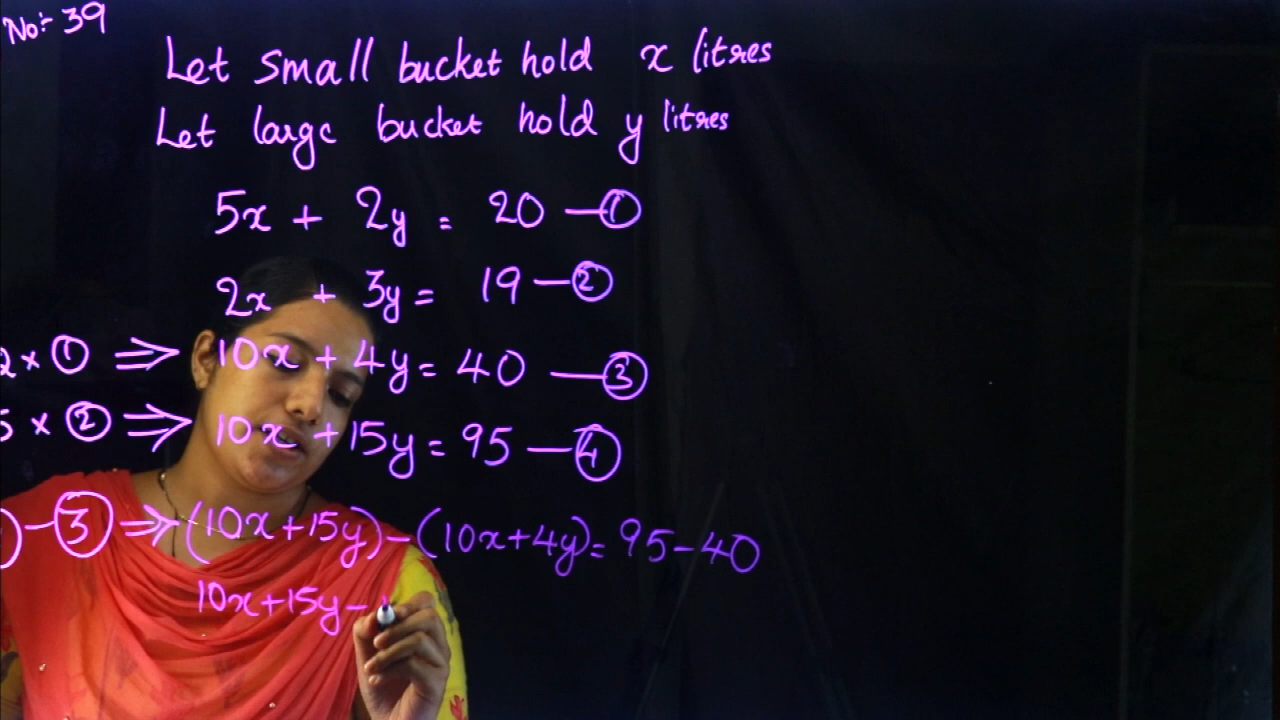 No:- 39
Let small bucket hold x litres
Let large bucket hold y litres
5x + 2y = 20 — ①
2x + 3y = 19 — ②
2 × ① ⇒ 10x + 4y = 40 — ③
5 × ② ⇒ 10x + 15y = 95 — ④
) - ③ ⇒ (10x+15y) - (10x+4y) = 95 - 40
10x+15y -